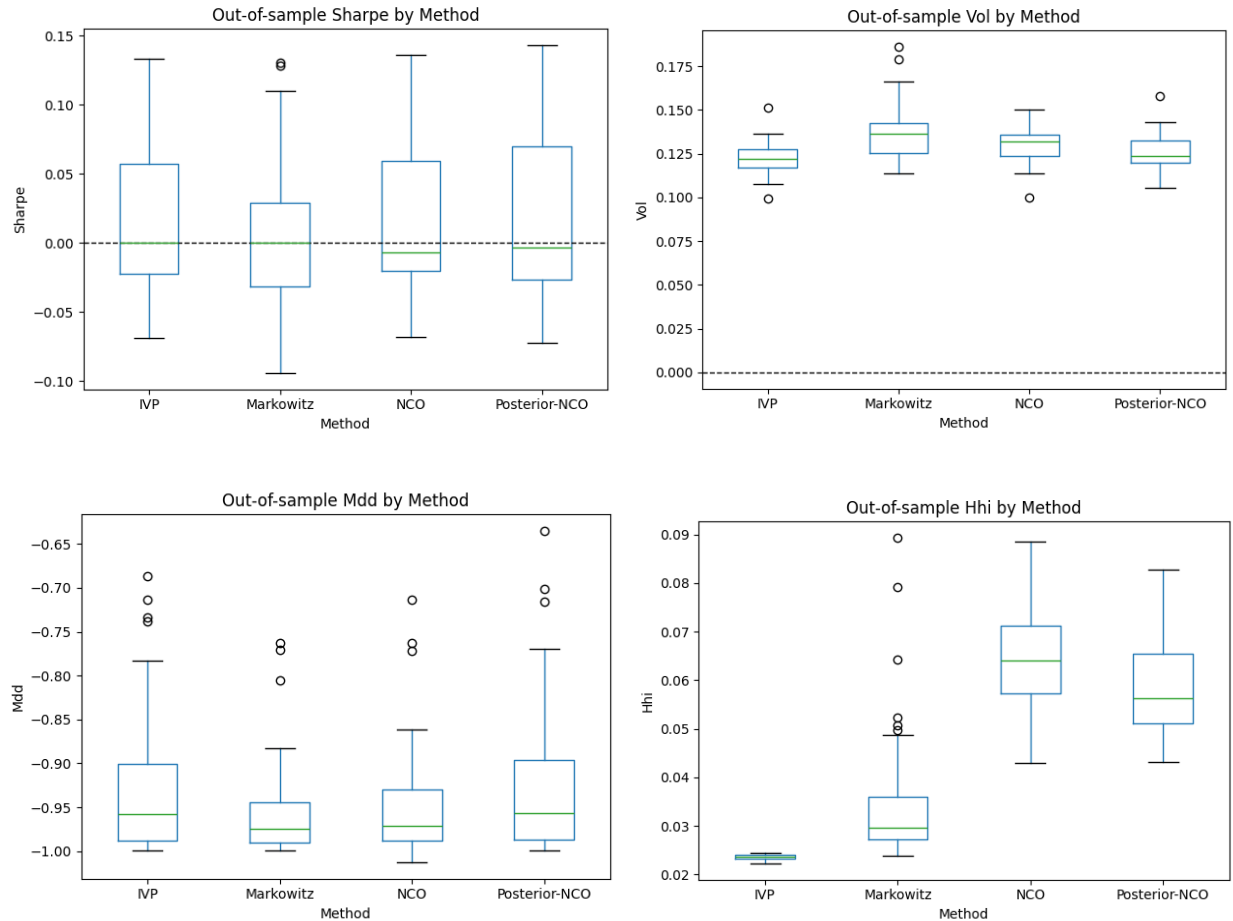 Out-of-sample Sharpe by Method
Sharpe
0.15
0.10
0.05
0.00
−0.05
−0.10
IVP Markowitz NCO Posterior-NCO
Method
Out-of-sample Vol by Method
Vol
0.175
0.150
0.125
0.100
0.075
0.050
0.025
0.000
IVP Markowitz NCO Posterior-NCO
Method
Out-of-sample Mdd by Method
Mdd
−0.65
−0.70
−0.75
−0.80
−0.85
−0.90
−0.95
−1.00
IVP Markowitz NCO Posterior-NCO
Method
Out-of-sample Hhi by Method
Hhi
0.09
0.08
0.07
0.06
0.05
0.04
0.03
0.02
IVP Markowitz NCO Posterior-NCO
Method